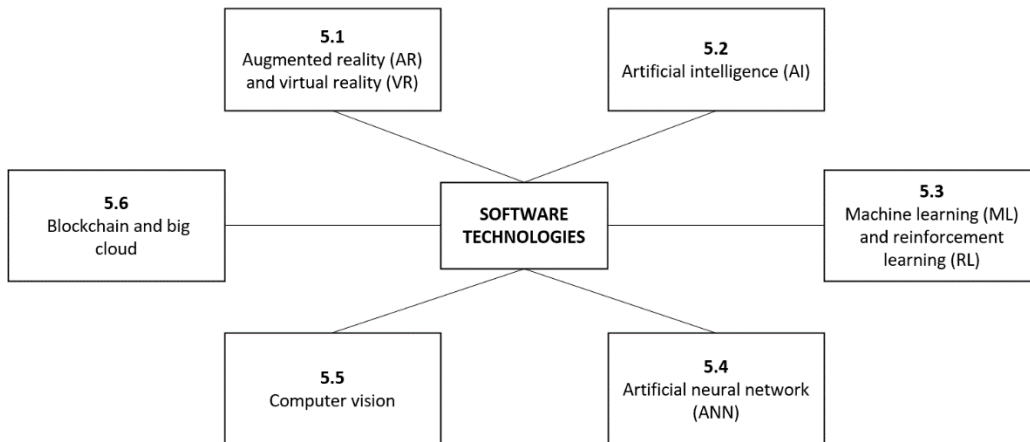 5.1
Augmented reality (AR)
and virtual reality (VR)
5.2
Artificial intelligence (AI)
5.6
Blockchain and big
cloud
SOFTWARE
TECHNOLOGIES
5.3
Machine learning (ML)
and reinforcement
learning (RL)
5.5
Computer vision
5.4
Artificial neural network
(ANN)